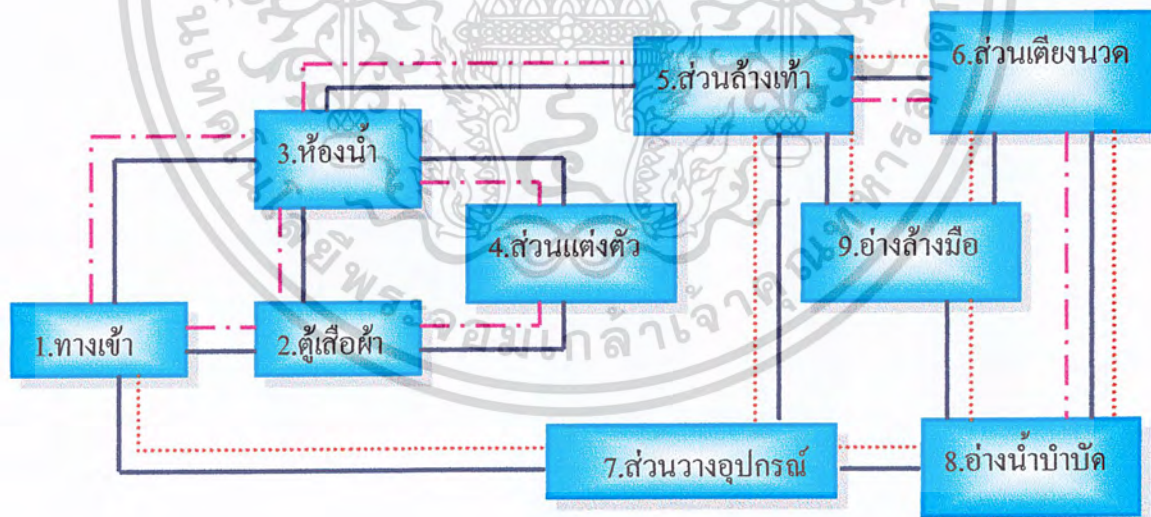 1.ทางเข้า
2.ตู้เสื้อผ้า
3.ห้องน้ำ
4.ส่วนแต่งตัว
5.ส่วนล้างเท้า
6.ส่วนเตียงนวด
7.ส่วนวางอุปกรณ์
8.อ่างน้ำบำบัด
9.อ่างล้างมือ